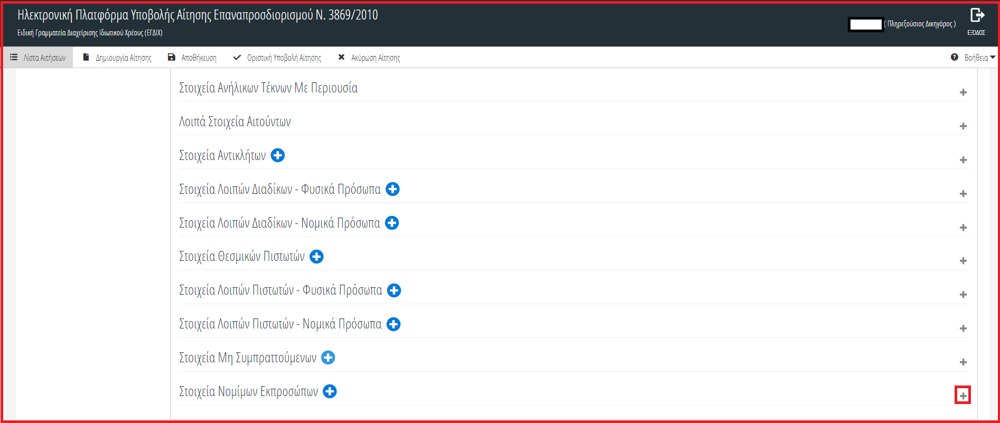 Ηλεκτρονική Πλατφόρμα Υποβολής Αίτησης Επαναπροσδιορισμού Ν. 3869/2010
Ειδική Γραμματεία Διαχείρισης Ιδιωτικού Χρέους (ΕΓΔΙΧ)
( Πληρεξούσιος Δικηγόρος )
ΕΞΟΔΟΣ
Λίστα Αιτήσεων Δημιουργία Αίτησης Αποθήκευση Οριστική Υποβολή Αίτησης Ακύρωση Αίτησης Βοήθεια
Στοιχεία Ανήλικων Τέκνων Με Περιουσία
Λοιπά Στοιχεία Αιτούντων
Στοιχεία Αντικλήτων
Στοιχεία Λοιπών Διαδίκων - Φυσικά Πρόσωπα
Στοιχεία Λοιπών Διαδίκων - Νομικά Πρόσωπα
Στοιχεία Θεσμικών Πιστωτών
Στοιχεία Λοιπών Πιστωτών - Φυσικά Πρόσωπα
Στοιχεία Λοιπών Πιστωτών - Νομικά Πρόσωπα
Στοιχεία Μη Συμπραττούμενων
Στοιχεία Νομίμων Εκπροσώπων